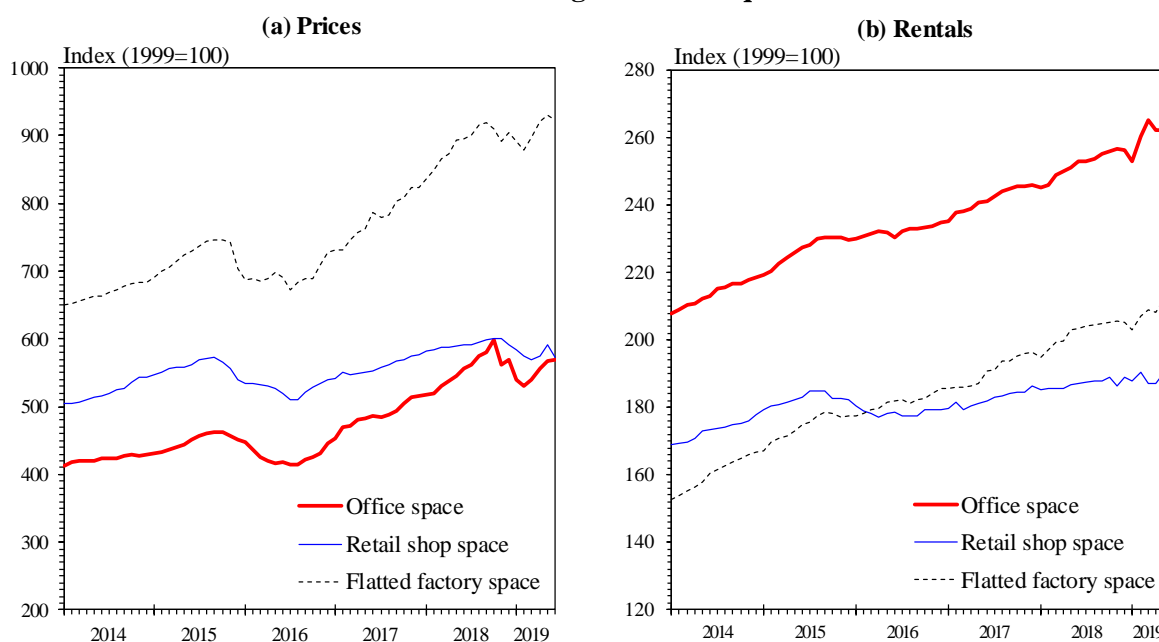 (a) Prices
Index (1999=100)
1000
900
800
700
600
500
400
300
200
2014 2015 2016 2017 2018 2019
Office space
Retail shop space
Flatted factory space
(b) Rentals
Index (1999=100)
280
260
240
220
200
180
160
140
120
2014 2015 2016 2017 2018 2019
Office space
Retail shop space
Flatted factory space